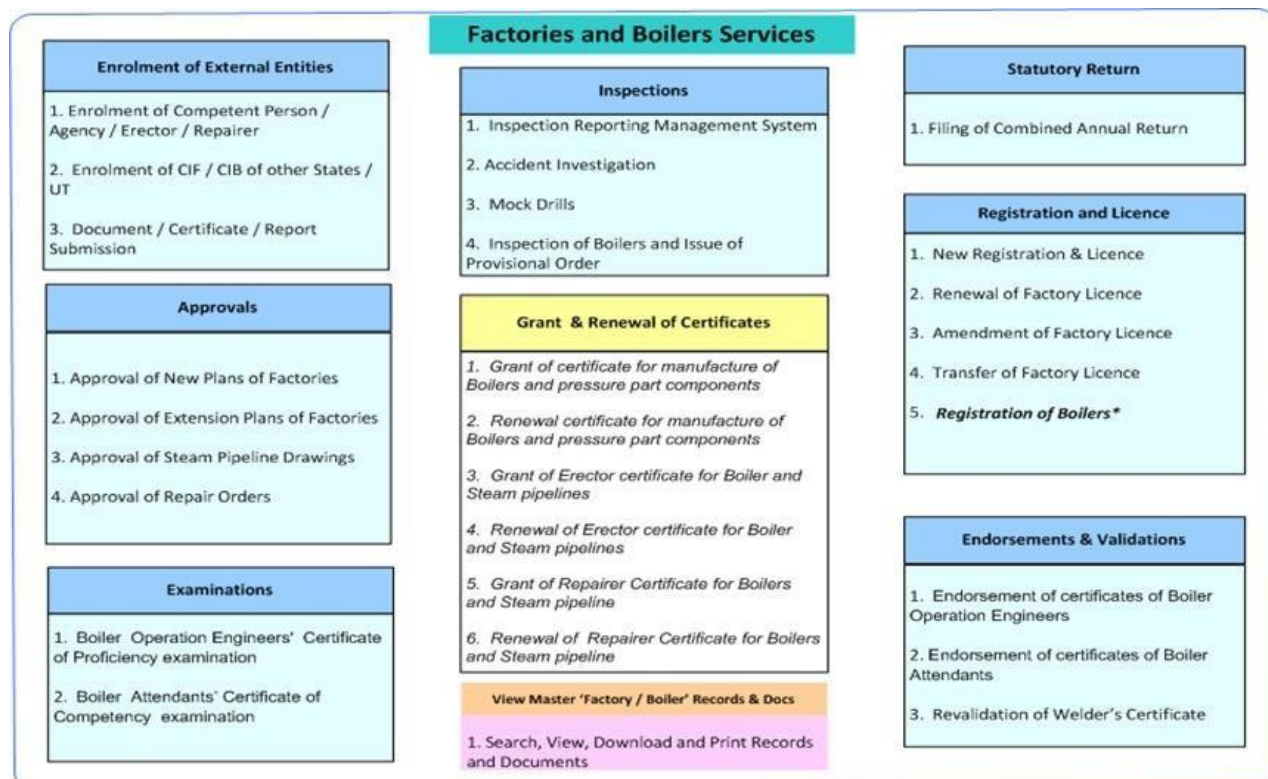 Factories and Boilers Services
Enrolment of External Entities
1. Enrolment of Competent Person /
Agency / Erector / Repairer
2. Enrolment of CIF / CIB of other States /
UT
3. Document / Certificate / Report
Submission
Approvals
1. Approval of New Plans of Factories
2. Approval of Extension Plans of Factories
3. Approval of Steam Pipeline Drawings
4. Approval of Repair Orders
Examinations
1. Boiler Operation Engineers' Certificate
of Proficiency examination
2. Boiler Attendants' Certificate of
Competency examination
Inspections
1. Inspection Reporting Management System
2. Accident Investigation
3. Mock Drills
4. Inspection of Boilers and Issue of
Provisional Order
Grant & Renewal of Certificates
1. Grant of certificate for manufacture of
Boilers and pressure part components
2. Renewal certificate for manufacture of
Boilers and pressure part components
3. Grant of Erector certificate for Boiler and
Steam pipelines
4. Renewal of Erector certificate for Boiler
and Steam pipelines
5. Grant of Repairer Certificate for Boilers
and Steam pipeline
6. Renewal of Repairer Certificate for Boilers
and Steam pipeline
View Master 'Factory / Boiler' Records & Docs
1. Search, View, Download and Print Records
and Documents
Statutory Return
1. Filing of Combined Annual Return
Registration and Licence
1. New Registration & Licence
2. Renewal of Factory Licence
3. Amendment of Factory Licence
4. Transfer of Factory Licence
5. Registration of Boilers*
Endorsements & Validations
1. Endorsement of certificates of Boiler
Operation Engineers
2. Endorsement of certificates of Boiler
Attendants
3. Revalidation of Welder's Certificate